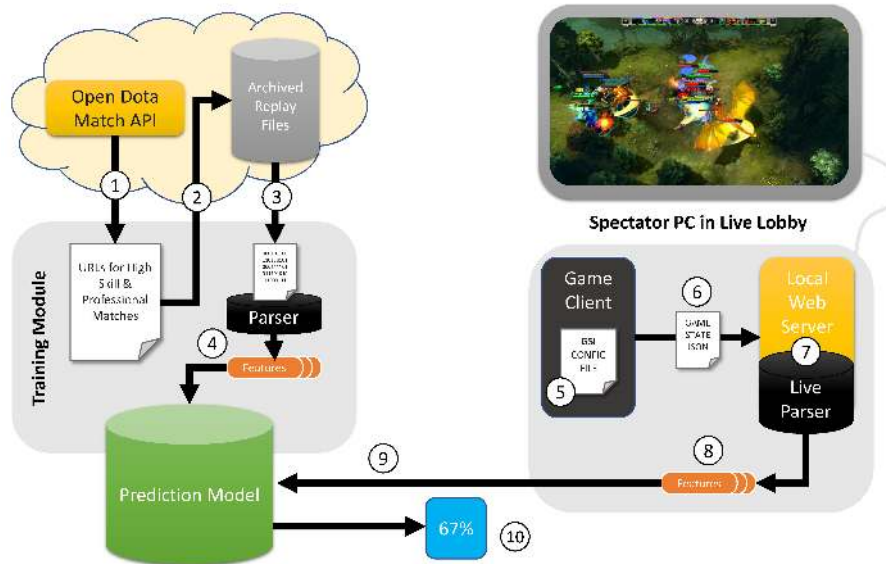 Open Dota
Match API
Archived
Replay
Files
1
2
3
Spectator PC in Live Lobby
Training Module
URLs for High
Skill &
Professional
Matches
Parser
4
Features
Game
Client
GSI
CONFIG
FILE
5
6
GAME
STATE
JSON
Local
Web
Server
7
Live
Parser
8
Features
9
Prediction Model
67%
10